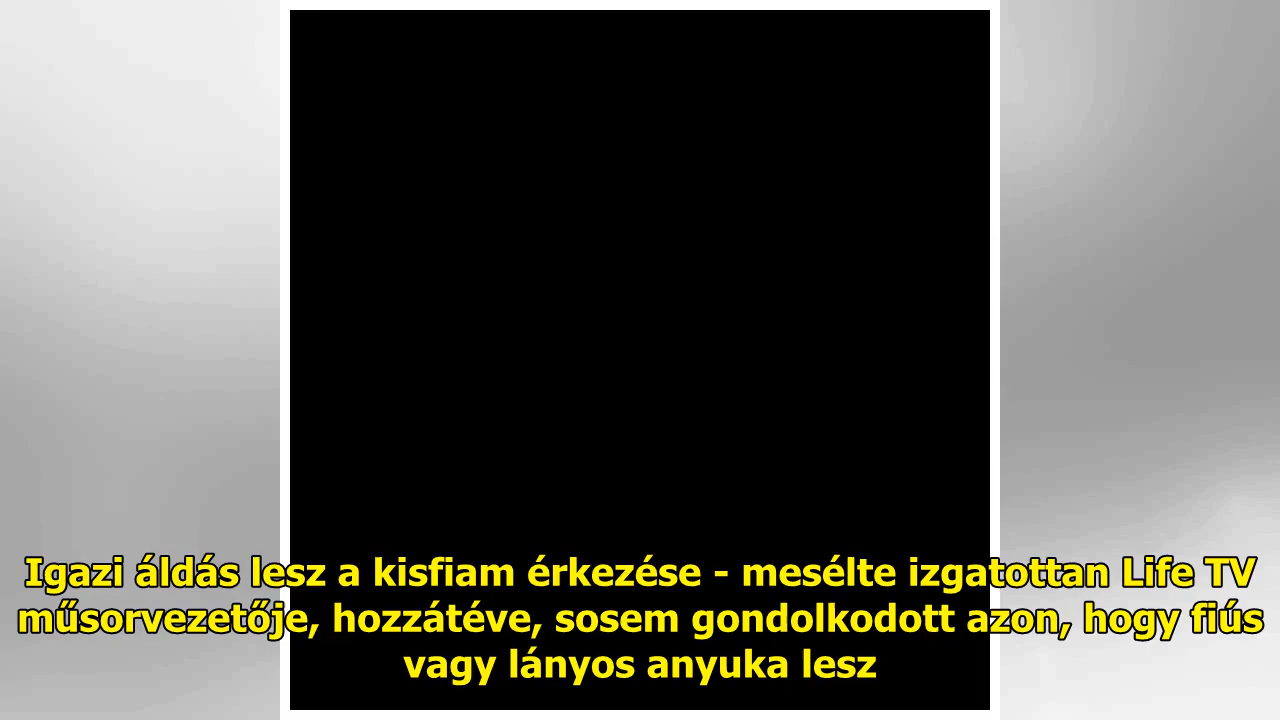 Igazi áldás lesz a kisfiam érkezése - mesélte izgatottan Life TV
műsorvezetője, hozzátéve, sosem gondolkodott azon, hogy fiús
vagy lányos anyuka lesz